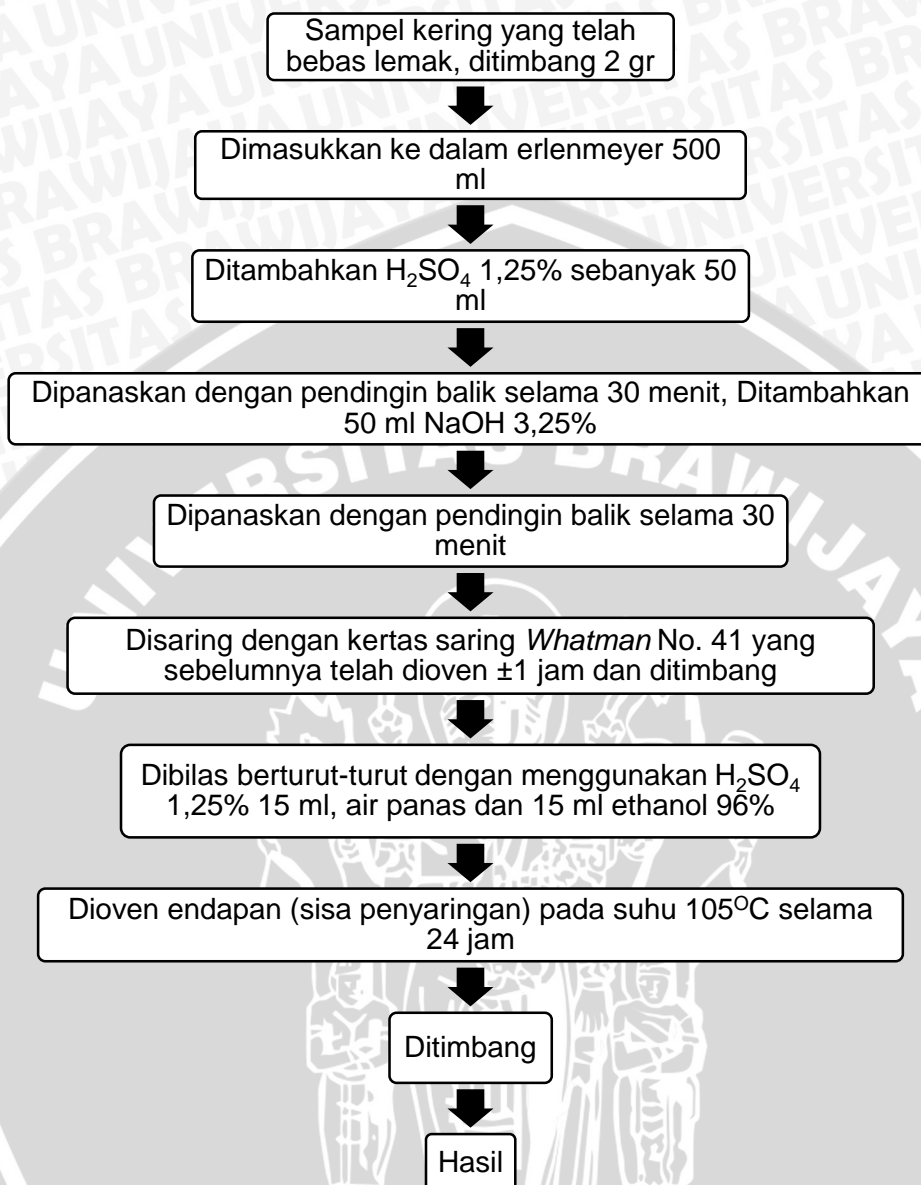 Sampel kering yang telah
bebas lemak, ditimbang 2 gr
Dimasukkan ke dalam erlenmeyer 500
ml
Ditambahkan H₂SO₄ 1,25% sebanyak 50
ml
Dipanaskan dengan pendingin balik selama 30 menit, Ditambahkan
50 ml NaOH 3,25%
Dipanaskan dengan pendingin balik selama 30
menit
Disaring dengan kertas saring Whatman No. 41 yang
sebelumnya telah dioven ±1 jam dan ditimbang
Dibilas berturut-turut dengan menggunakan H₂SO₄
1,25% 15 ml, air panas dan 15 ml ethanol 96%
Dioven endapan (sisa penyaringan) pada suhu 105ᴼC selama
24 jam
Ditimbang
Hasil